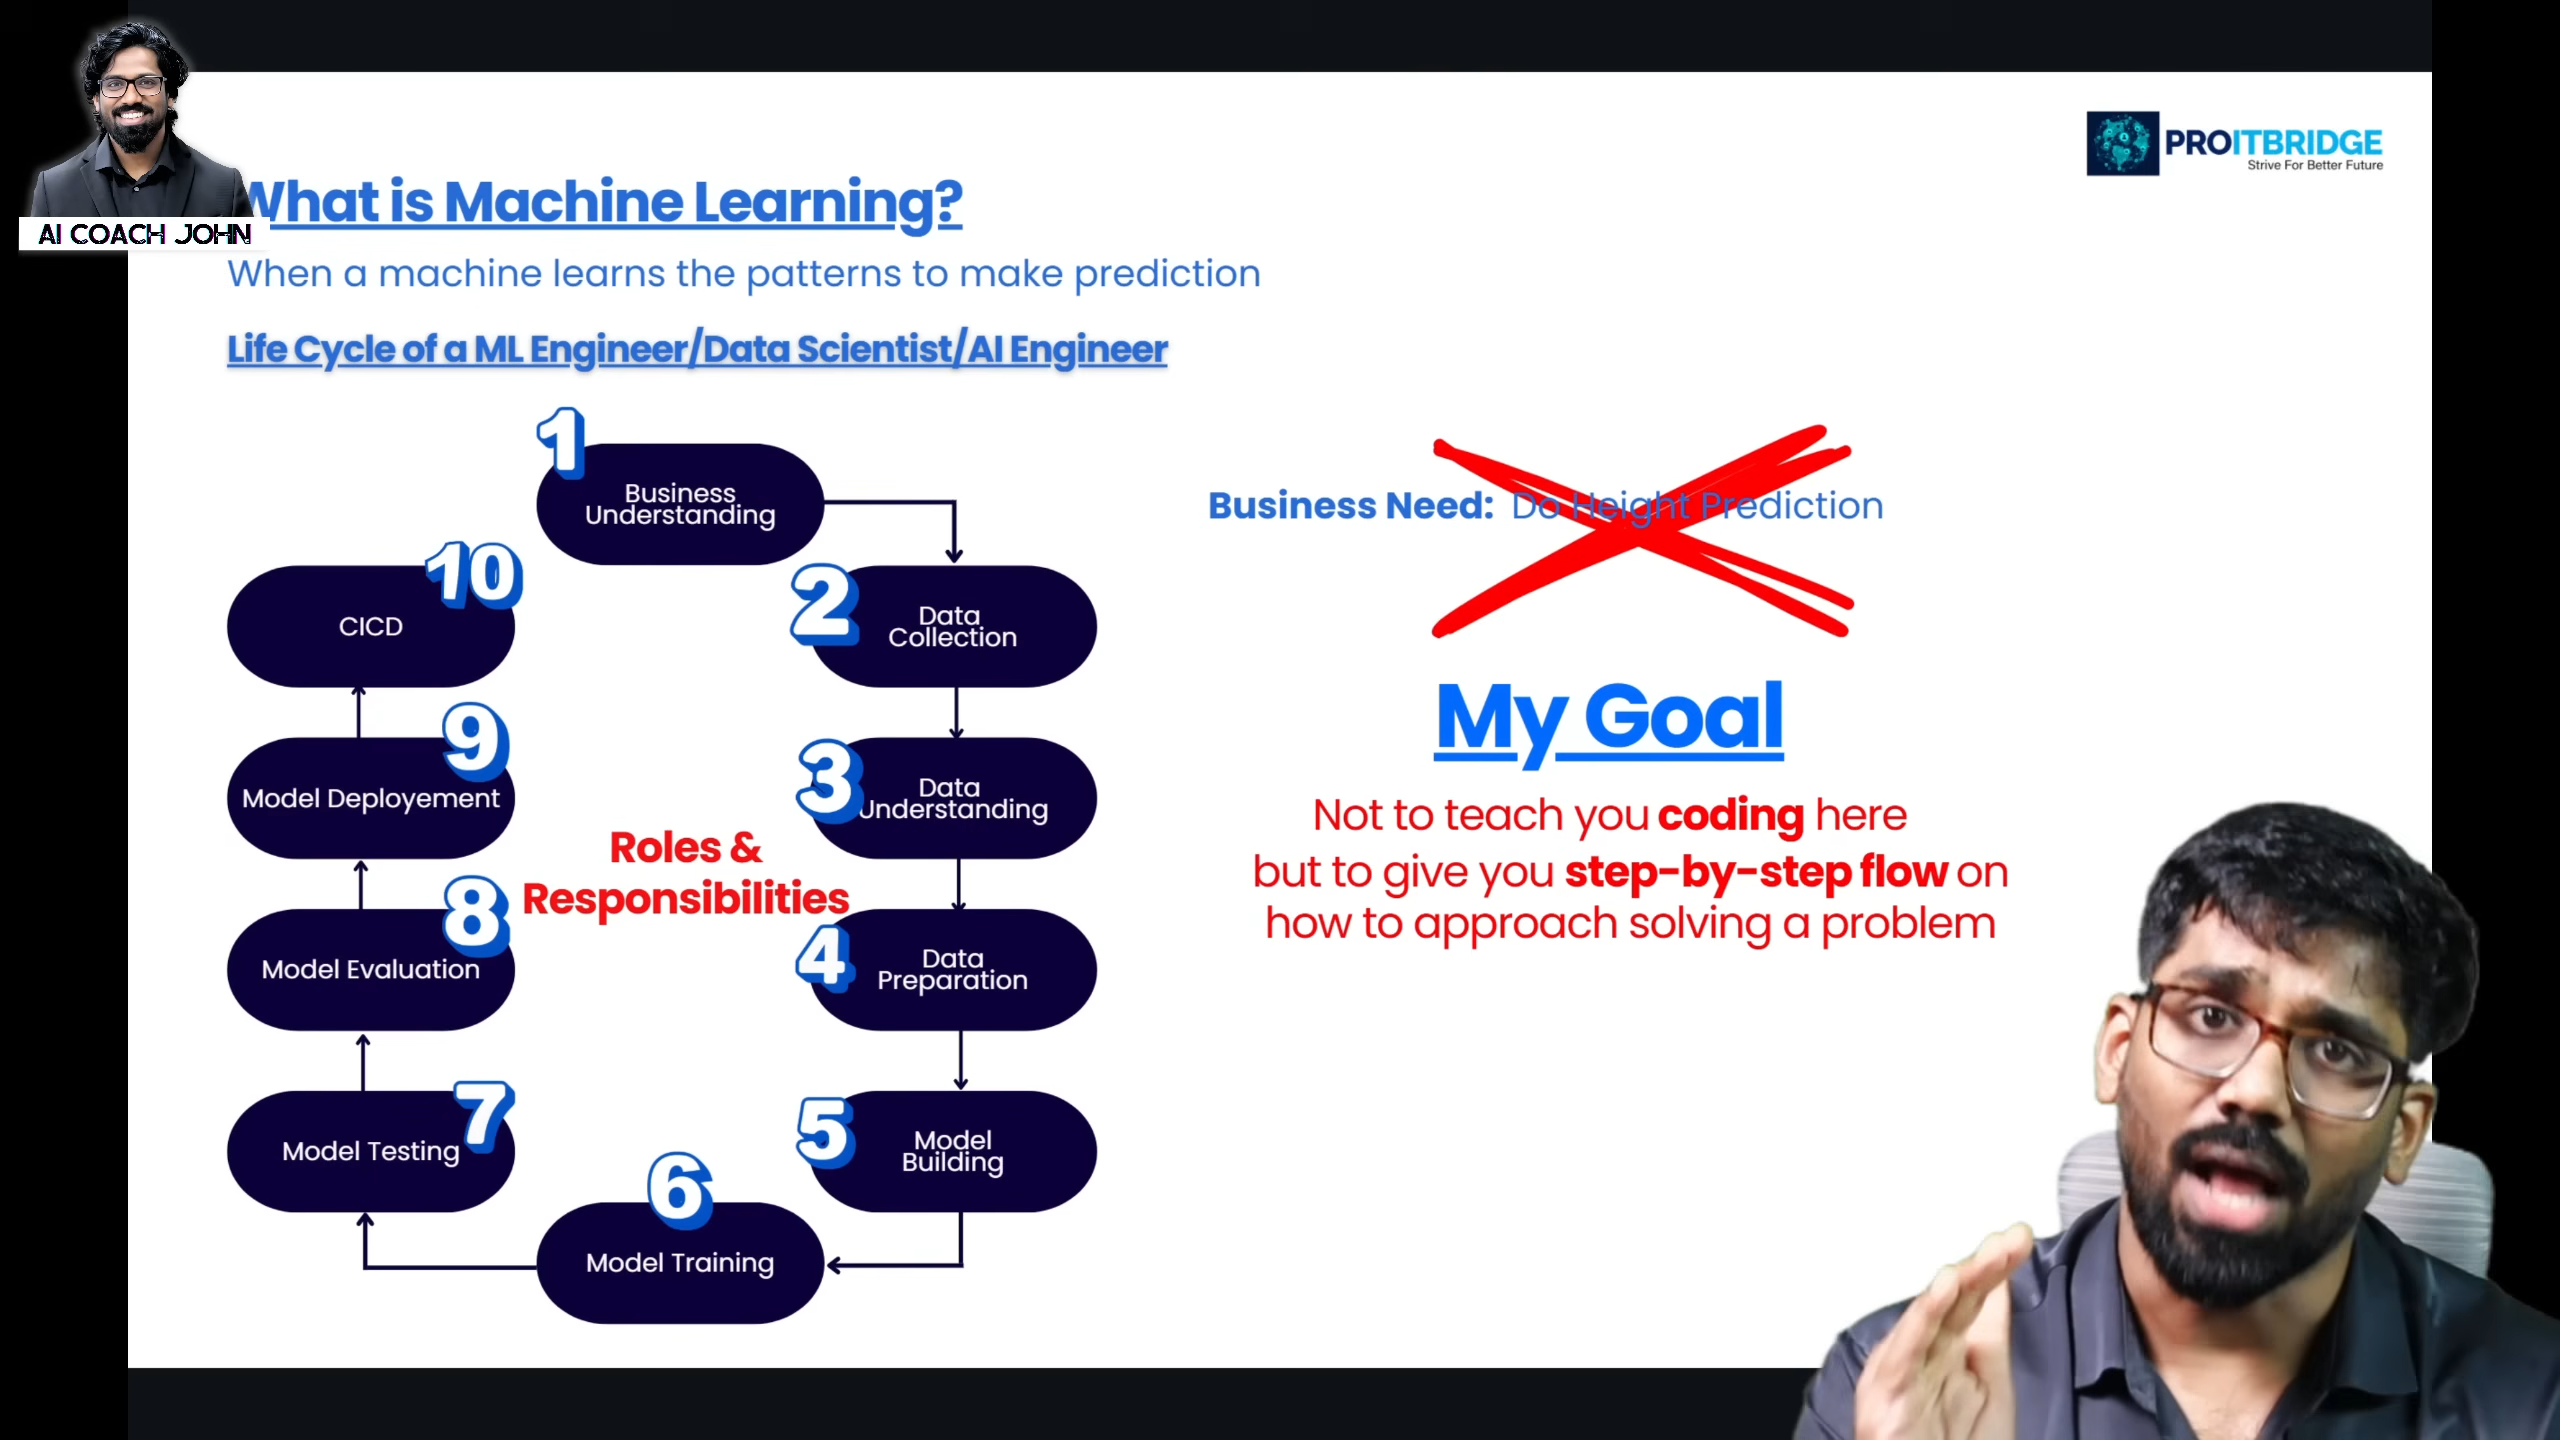 AI COACH JOHN
PROITBRIDGE
Strive For Better Future
What is Machine Learning?
When a machine learns the patterns to make prediction
Life Cycle of a ML Engineer/Data Scientist/AI Engineer
1
Business
Understanding
2
Data
Collection
3
Data
Understanding
4
Data
Preparation
5
Model
Building
6
Model Training
7
Model Testing
8
Model Evaluation
9
Model Deployement
10
CICD
Roles &
Responsibilities
Business Need: Do Height Prediction
My Goal
Not to teach you coding here
but to give you step-by-step flow on
how to approach solving a problem